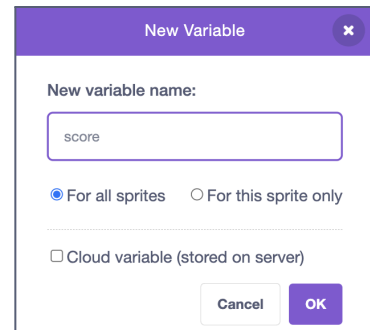 New Variable
New variable name:
score
For all sprites For this sprite only
Cloud variable (stored on server)
Cancel OK